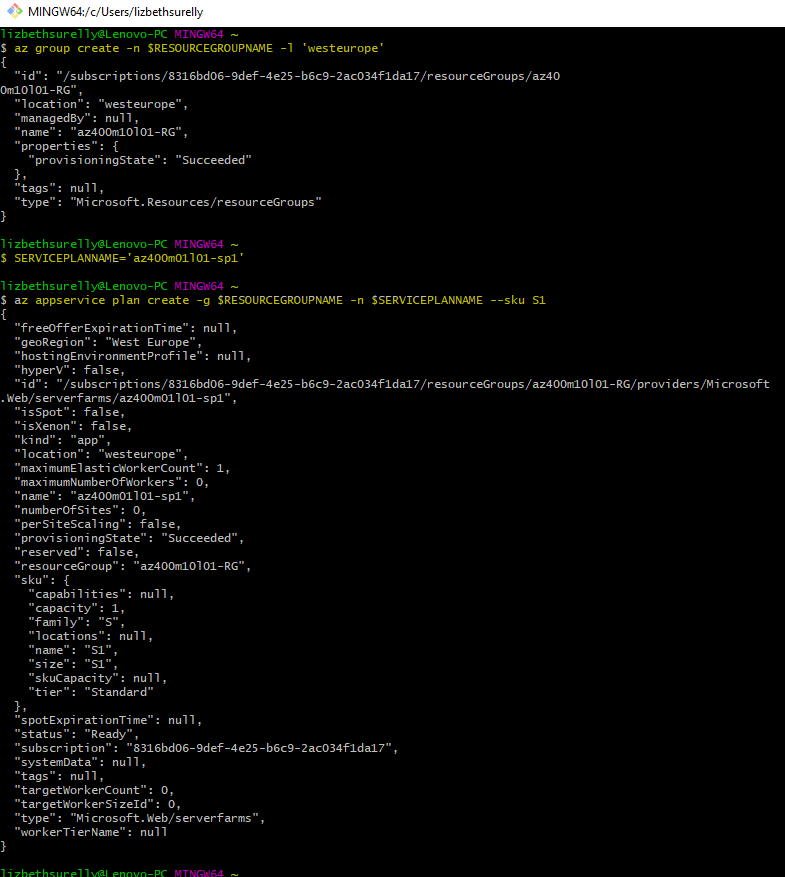 MINGW64:/c/Users/lizbethsurelly
lizbethsurelly@Lenovo-PC MINGW64 ~
$ az group create -n $RESOURCEGROUPNAME -l 'westeurope'
{
  "id": "/subscriptions/8316bd06-9def-4e25-b6c9-2ac034f1da17/resourceGroups/az40
0m10l01-RG",
  "location": "westeurope",
  "managedBy": null,
  "name": "az400m10l01-RG",
  "properties": {
    "provisioningState": "Succeeded"
  },
  "tags": null,
  "type": "Microsoft.Resources/resourceGroups"
}
lizbethsurelly@Lenovo-PC MINGW64 ~
$ SERVICEPLANNAME='az400m01l01-sp1'
lizbethsurelly@Lenovo-PC MINGW64 ~
$ az appservice plan create -g $RESOURCEGROUPNAME -n $SERVICEPLANNAME --sku S1
{
  "freeOfferExpirationTime": null,
  "geoRegion": "West Europe",
  "hostingEnvironmentProfile": null,
  "hyperV": false,
  "id": "/subscriptions/8316bd06-9def-4e25-b6c9-2ac034f1da17/resourceGroups/az400m10l01-RG/providers/Microsoft
.Web/serverfarms/az400m01l01-sp1",
  "isSpot": false,
  "isXenon": false,
  "kind": "app",
  "location": "westeurope",
  "maximumElasticWorkerCount": 1,
  "maximumNumberOfWorkers": 0,
  "name": "az400m01l01-sp1",
  "numberOfSites": 0,
  "perSiteScaling": false,
  "provisioningState": "Succeeded",
  "reserved": false,
  "resourceGroup": "az400m10l01-RG",
  "sku": {
    "capabilities": null,
    "capacity": 1,
    "family": "S",
    "locations": null,
    "name": "S1",
    "size": "S1",
    "skuCapacity": null,
    "tier": "Standard"
  },
  "spotExpirationTime": null,
  "status": "Ready",
  "subscription": "8316bd06-9def-4e25-b6c9-2ac034f1da17",
  "systemData": null,
  "tags": null,
  "targetWorkerCount": 0,
  "targetWorkerSizeId": 0,
  "type": "Microsoft.Web/serverfarms",
  "workerTierName": null
}
lizbethsurelly@Lenovo-PC MINGW64 ~